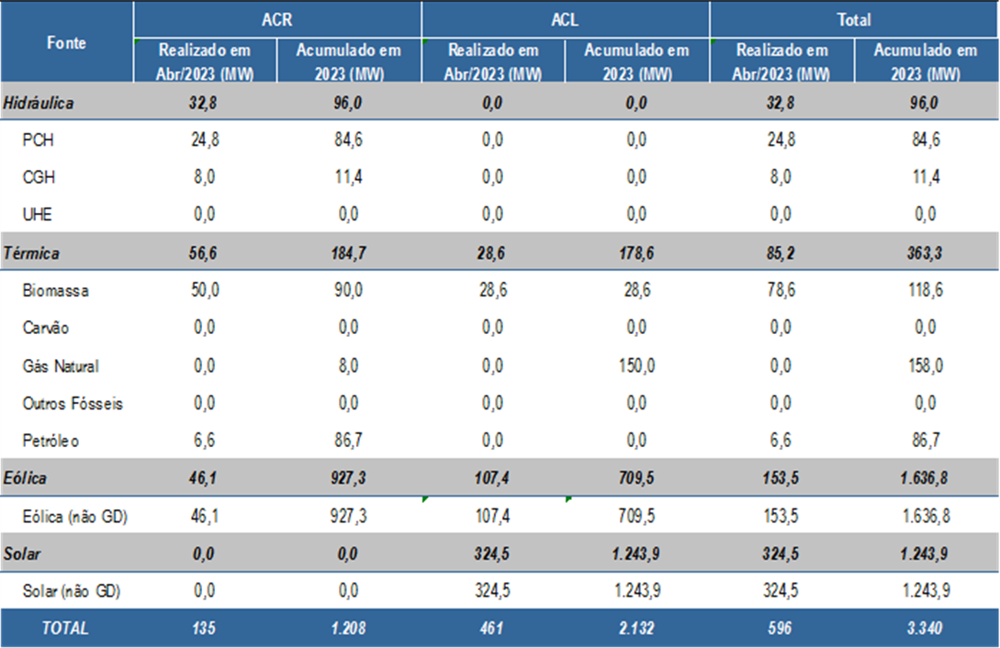 Fonte ACR ACL Total
Realizado em Abr/2023 (MW) Acumulado em 2023 (MW) Realizado em Abr/2023 (MW) Acumulado em 2023 (MW) Realizado em Abr/2023 (MW) Acumulado em 2023 (MW)
Hidráulica 32,8 96,0 0,0 0,0 32,8 96,0
PCH 24,8 84,6 0,0 0,0 24,8 84,6
CGH 8,0 11,4 0,0 0,0 8,0 11,4
UHE 0,0 0,0 0,0 0,0 0,0 0,0
Térmica 56,6 184,7 28,6 178,6 85,2 363,3
Biomassa 50,0 90,0 28,6 28,6 78,6 118,6
Carvão 0,0 0,0 0,0 0,0 0,0 0,0
Gás Natural 0,0 8,0 0,0 150,0 0,0 158,0
Outros Fósseis 0,0 0,0 0,0 0,0 0,0 0,0
Petróleo 6,6 86,7 0,0 0,0 6,6 86,7
Eólica 46,1 927,3 107,4 709,5 153,5 1.636,8
Eólica (não GD) 46,1 927,3 107,4 709,5 153,5 1.636,8
Solar 0,0 0,0 324,5 1.243,9 324,5 1.243,9
Solar (não GD) 0,0 0,0 324,5 1.243,9 324,5 1.243,9
TOTAL 135 1.208 461 2.132 596 3.340